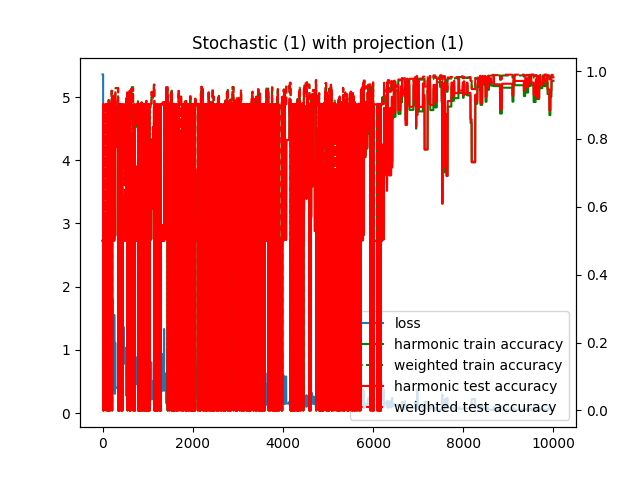 Stochastic (1) with projection (1)
5
4
3
2
1
0
1.0
0.8
0.6
0.4
0.2
0.0
loss
harmonic train accuracy
weighted train accuracy
harmonic test accuracy
weighted test accuracy
0 2000 4000 6000 8000 10000